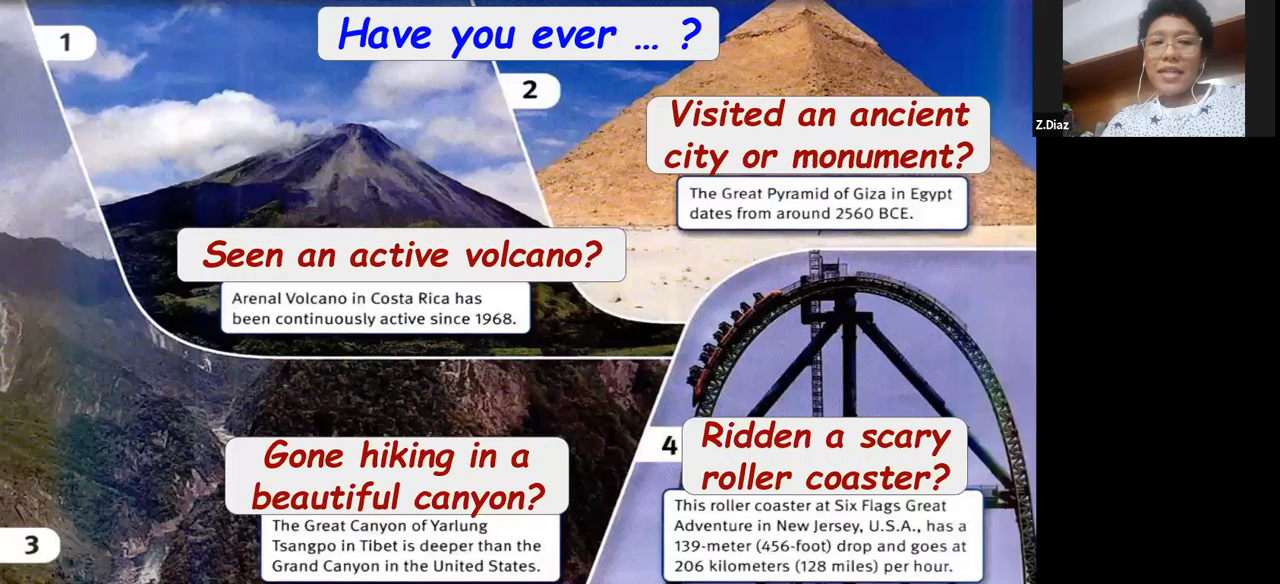 Have you ever ... ?
1
Seen an active volcano?
Arenal Volcano in Costa Rica has
been continuously active since 1968.
2
Visited an ancient
city or monument?
The Great Pyramid of Giza in Egypt
dates from around 2560 BCE.
3
Gone hiking in a
beautiful canyon?
The Great Canyon of Yarlung
Tsangpo in Tibet is deeper than the
Grand Canyon in the United States.
4
Ridden a scary
roller coaster?
This roller coaster at Six Flags Great
Adventure in New Jersey, U.S.A., has a
139-meter (456-foot) drop and goes at
206 kilometers (128 miles) per hour.
Z.Diaz